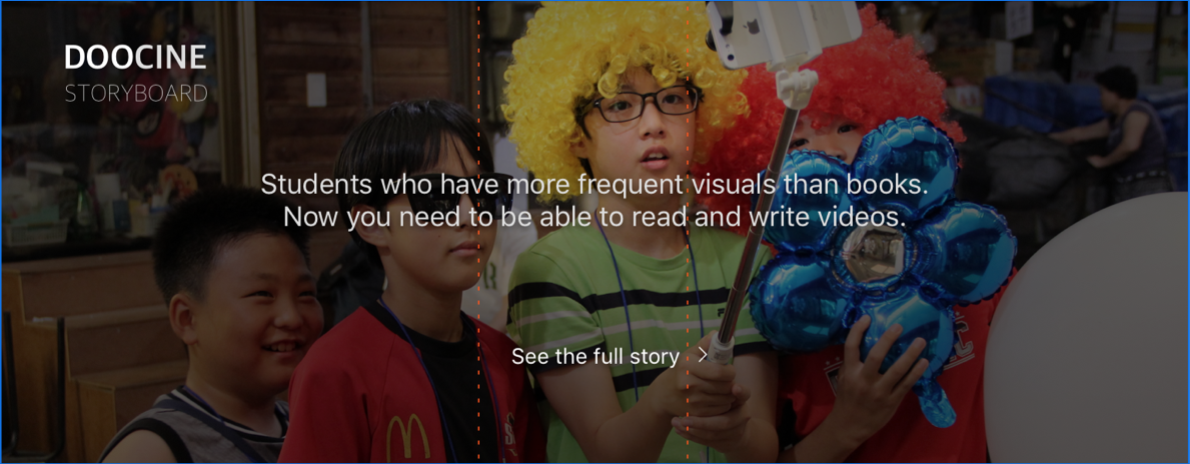 DOOCINE
STORYBOARD
Students who have more frequent visuals than books.
Now you need to be able to read and write videos.
See the full story